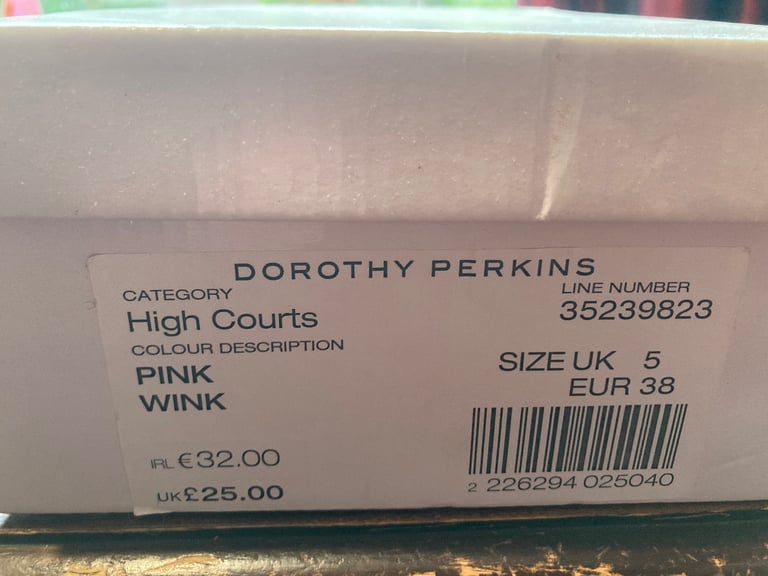 DOROTHY PERKINS
CATEGORY
High Courts
LINE NUMBER
35239823
COLOUR DESCRIPTION
PINK
WINK
SIZE UK 5
EUR 38
IRL €32.00
UK £25.00
2 226294 025040